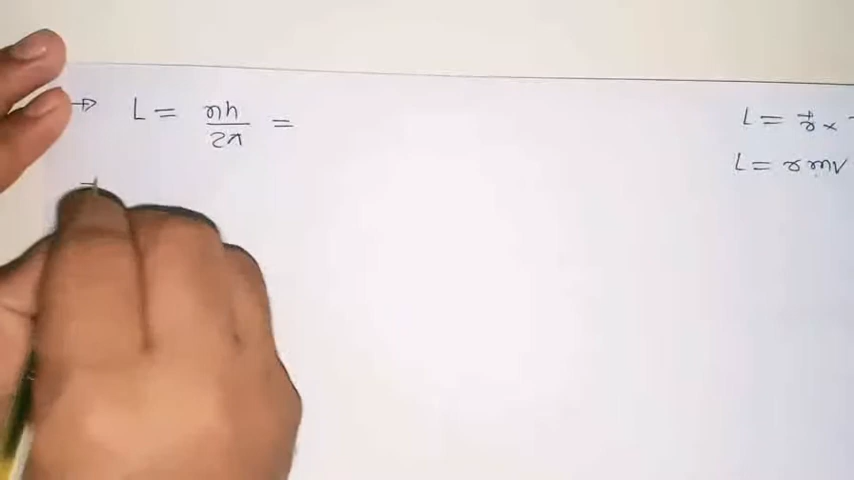 → L = nh/2π =
L = r⃗ ×
L = rmv